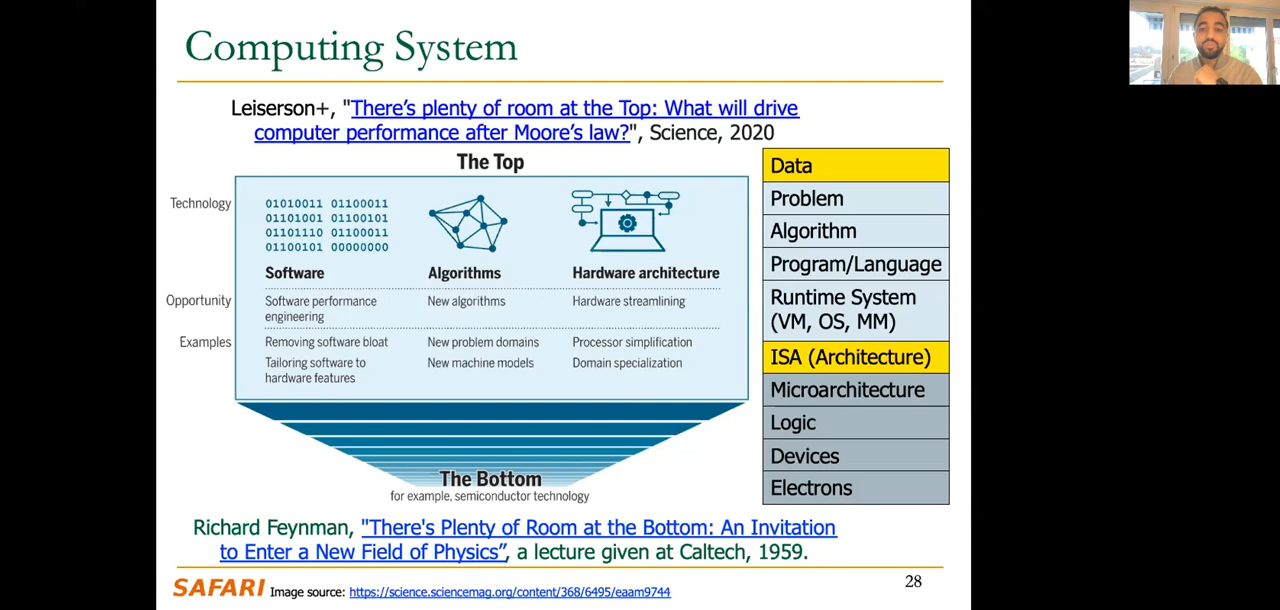 Computing System
Leiserson+, "There's plenty of room at the Top: What will drive
computer performance after Moore's law?", Science, 2020
The Top
Technology
01010011 01100011
01101001 01100101
01101110 01100011
01100101 00000000
Software
Algorithms
Hardware architecture
Opportunity
Software performance
engineering
New algorithms
Hardware streamlining
Examples
Removing software bloat
New problem domains
Processor simplification
Tailoring software to
hardware features
New machine models
Domain specialization
The Bottom
for example, semiconductor technology
Data
Problem
Algorithm
Program/Language
Runtime System
(VM, OS, MM)
ISA (Architecture)
Microarchitecture
Logic
Devices
Electrons
Richard Feynman, "There's Plenty of Room at the Bottom: An Invitation
to Enter a New Field of Physics", a lecture given at Caltech, 1959.
SAFARI
Image source: https://science.sciencemag.org/content/368/6495/eaam9744
28